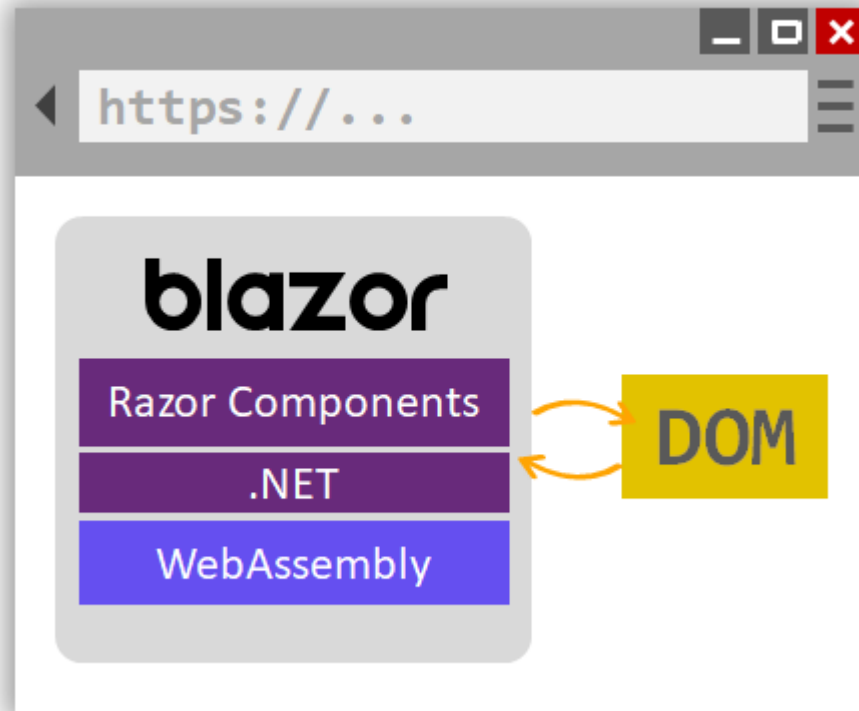 https://...
blazor
Razor Components
.NET
WebAssembly
DOM